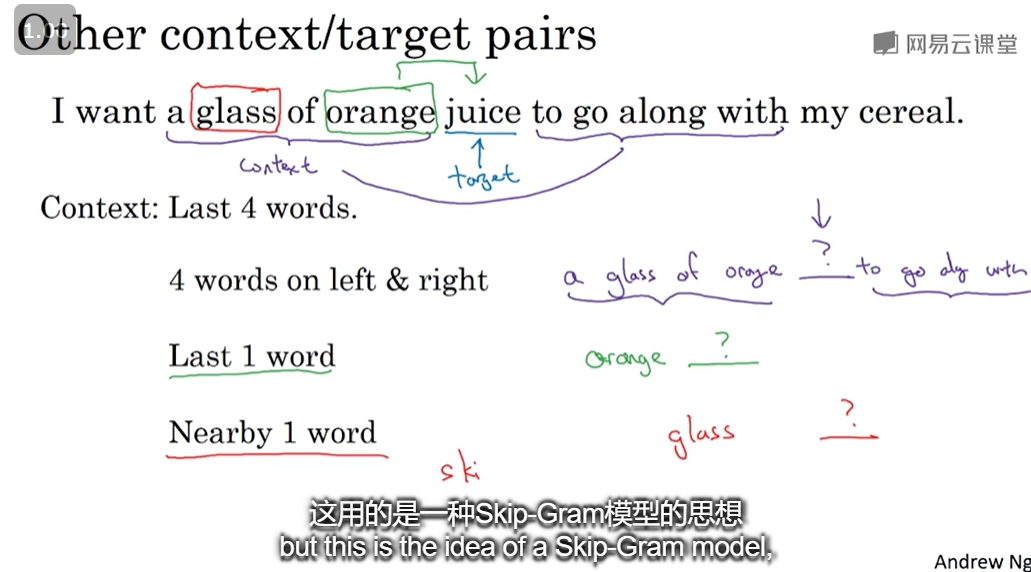 1.00
Other context/target pairs
网易云课堂
I want a glass of orange juice to go along with my cereal.
context
target
Context: Last 4 words.
4 words on left & right
a glass of orange ? to go alg with
Last 1 word
orange ?
Nearby 1 word
glass ?
ski
这用的是一种Skip-Gram模型的思想
but this is the idea of a Skip-Gram model,
Andrew Ng